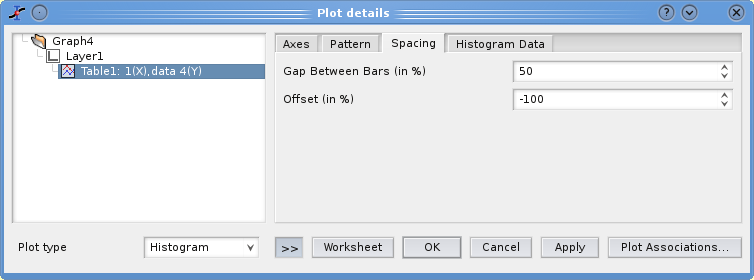 Plot details
Graph4
Layer1
Table1: 1(X),data 4(Y)
Axes Pattern Spacing Histogram Data
Gap Between Bars (in %) 50
Offset (in %) -100
Plot type Histogram >> Worksheet OK Cancel Apply Plot Associations...